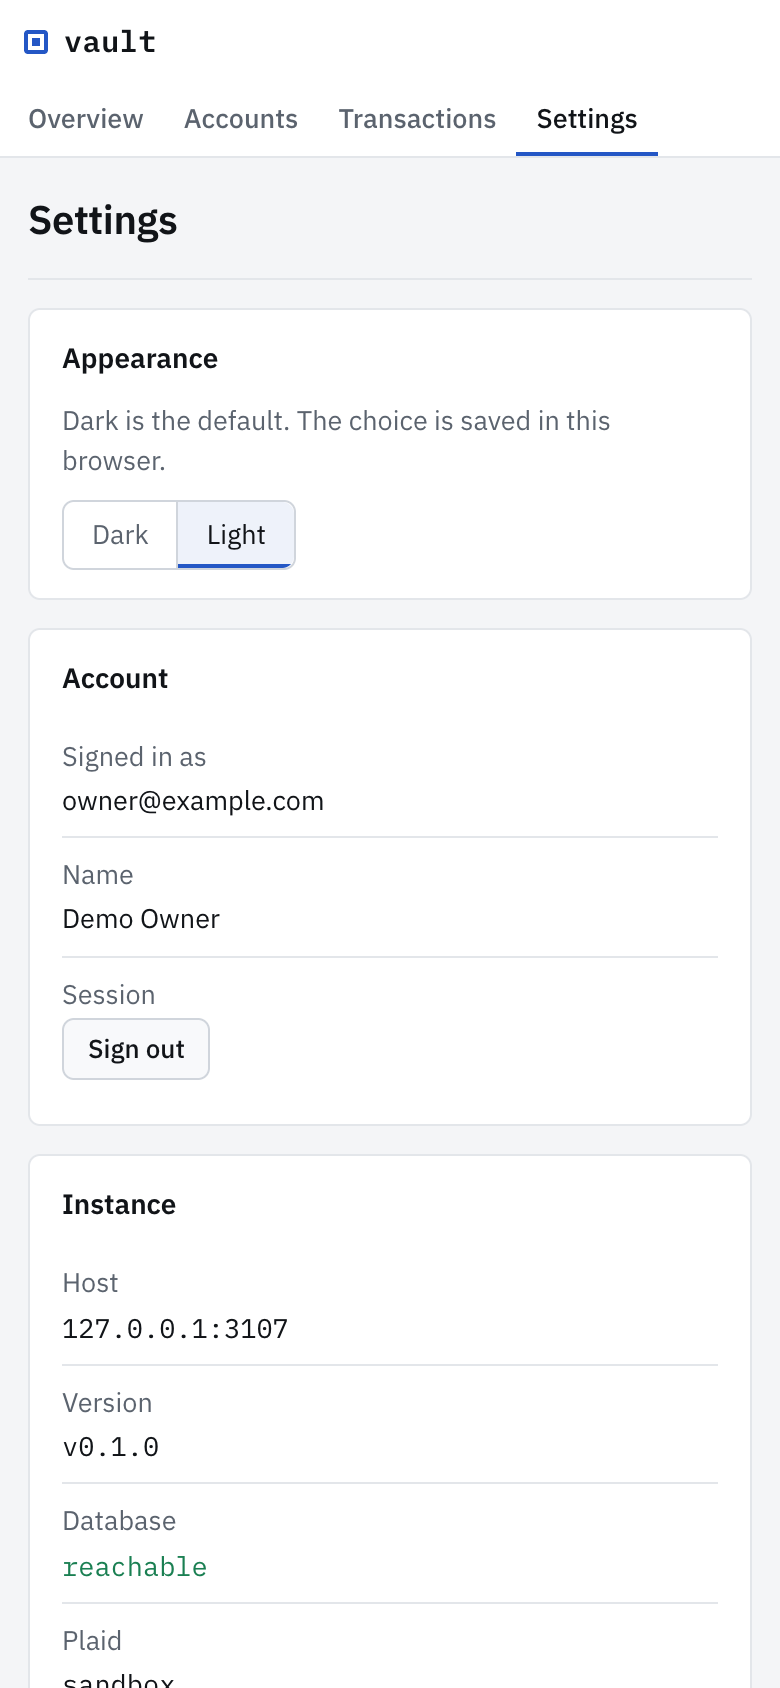 vault
Overview Accounts Transactions Settings
Settings
Appearance
Dark is the default. The choice is saved in this
browser.
Dark Light
Account
Signed in as
owner@example.com
Name
Demo Owner
Session
Sign out
Instance
Host
127.0.0.1:3107
Version
v0.1.0
Database
reachable
Plaid
sandbox